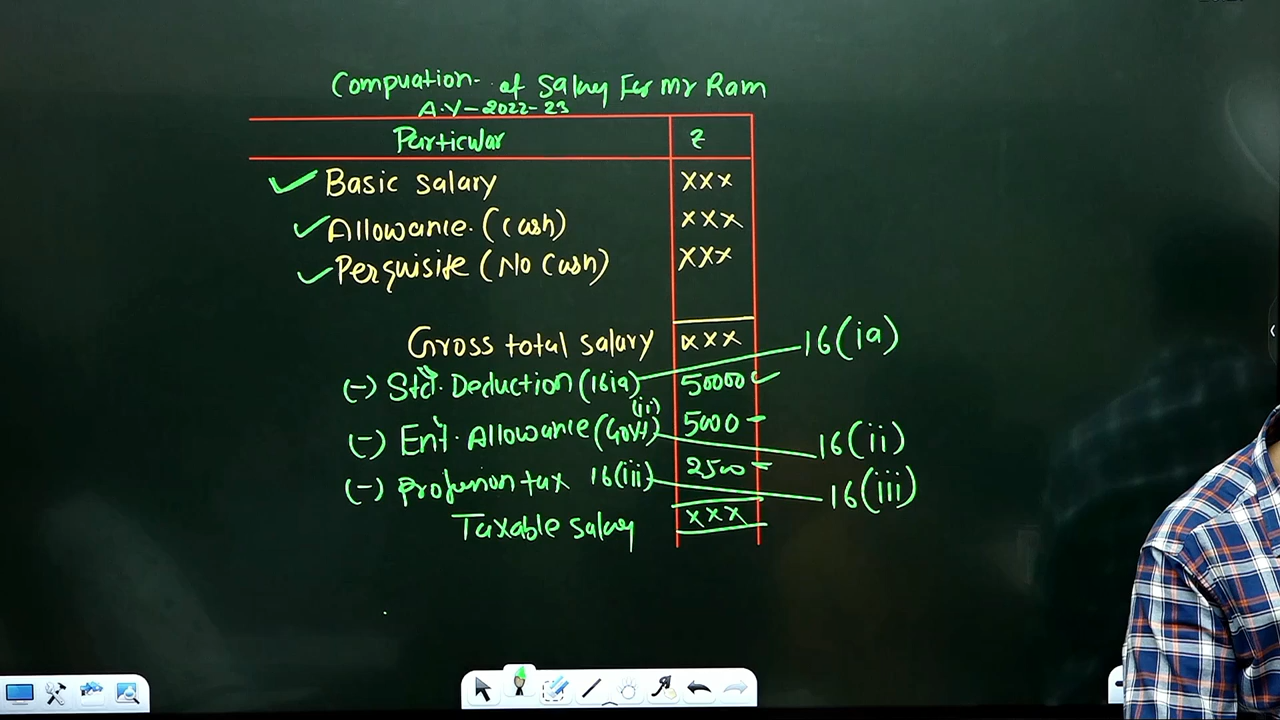 Compuation of Salary For Mr Ram
A.Y-2022-23
Particular ₹
Basic salary xxx
Allowance (Cash) xxx
Perquisite (No Cash) xxx
Gross total salary xxx
(-) Std. Deduction (16ia) 50000 16(ia)
(-) Ent. Allowance (Govt) (ii) 5000 16(ii)
(-) profession tax 16(iii) 2500 16(iii)
Taxable salary xxx